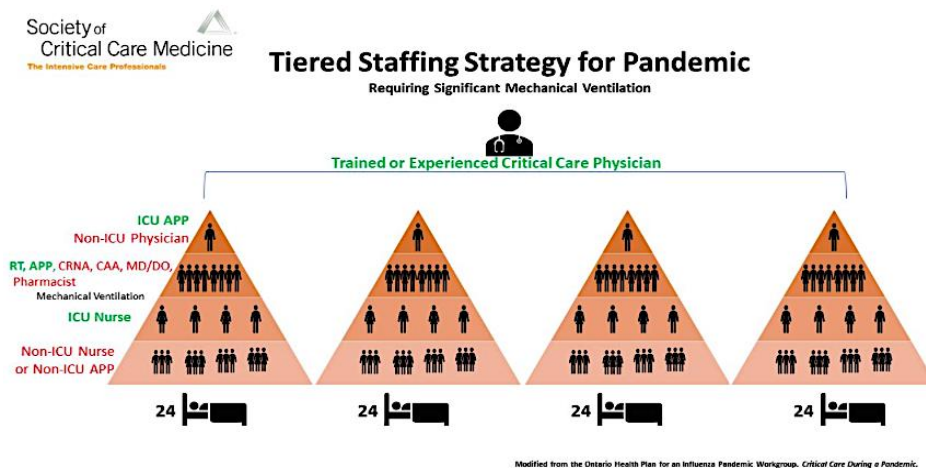 Society of
Critical Care Medicine
The Intensive Care Professionals
Tiered Staffing Strategy for Pandemic
Requiring Significant Mechanical Ventilation
Trained or Experienced Critical Care Physician
ICU APP
Non-ICU Physician
RT, APP, CRNA, CAA, MD/DO,
Pharmacist
Mechanical Ventilation
ICU Nurse
Non-ICU Nurse
or Non-ICU APP
24
24
24
24
Modified from the Ontario Health Plan for an Influenza Pandemic Workgroup. Critical Care During a Pandemic.